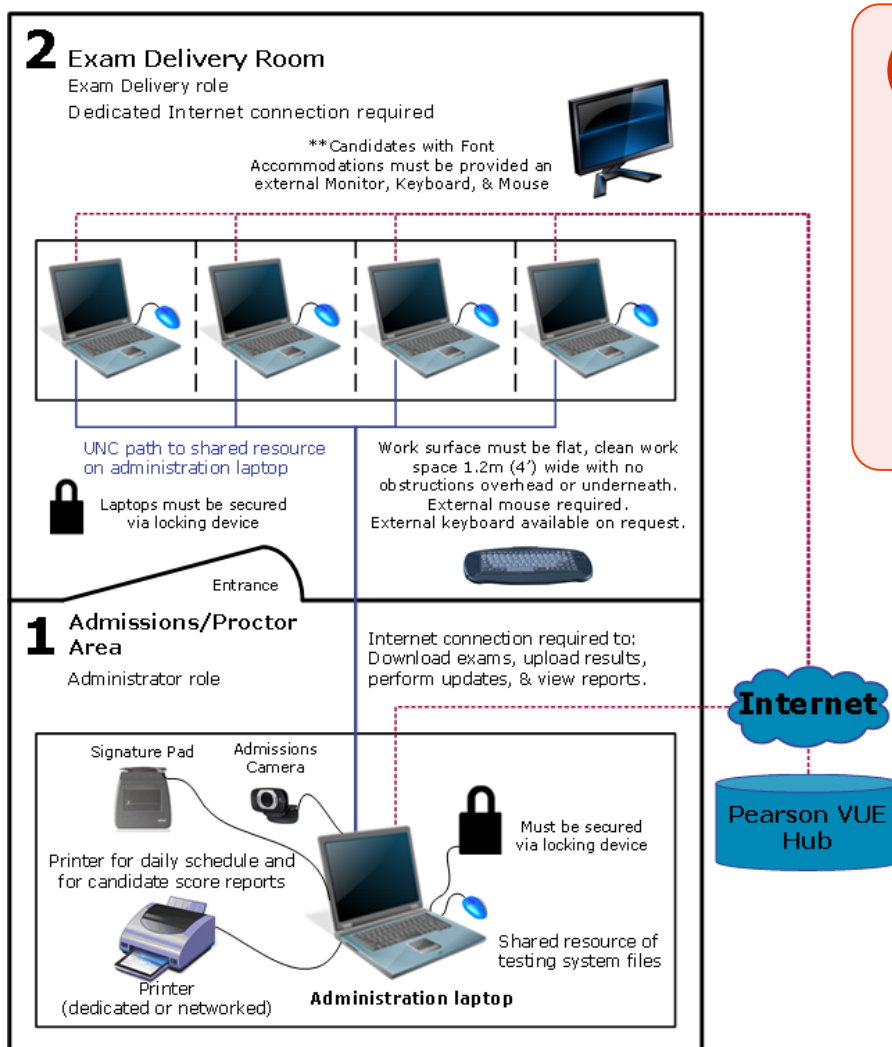 2 Exam Delivery Room
Exam Delivery role
Dedicated Internet connection required
**Candidates with Font
Accommodations must be provided an
external Monitor, Keyboard, & Mouse
UNC path to shared resource
on administration laptop
Laptops must be secured
via locking device
Work surface must be flat, clean work
space 1.2m (4') wide with no
obstructions overhead or underneath.
External mouse required.
External keyboard available on request.
Entrance
1 Admissions/Proctor
Area
Administrator role
Internet connection required to:
Download exams, upload results,
perform updates, & view reports.
Internet
Pearson VUE
Hub
Signature Pad
Admissions
Camera
Must be secured
via locking device
Printer for daily schedule and
for candidate score reports
Shared resource of
testing system files
Printer
(dedicated or networked)
Administration laptop